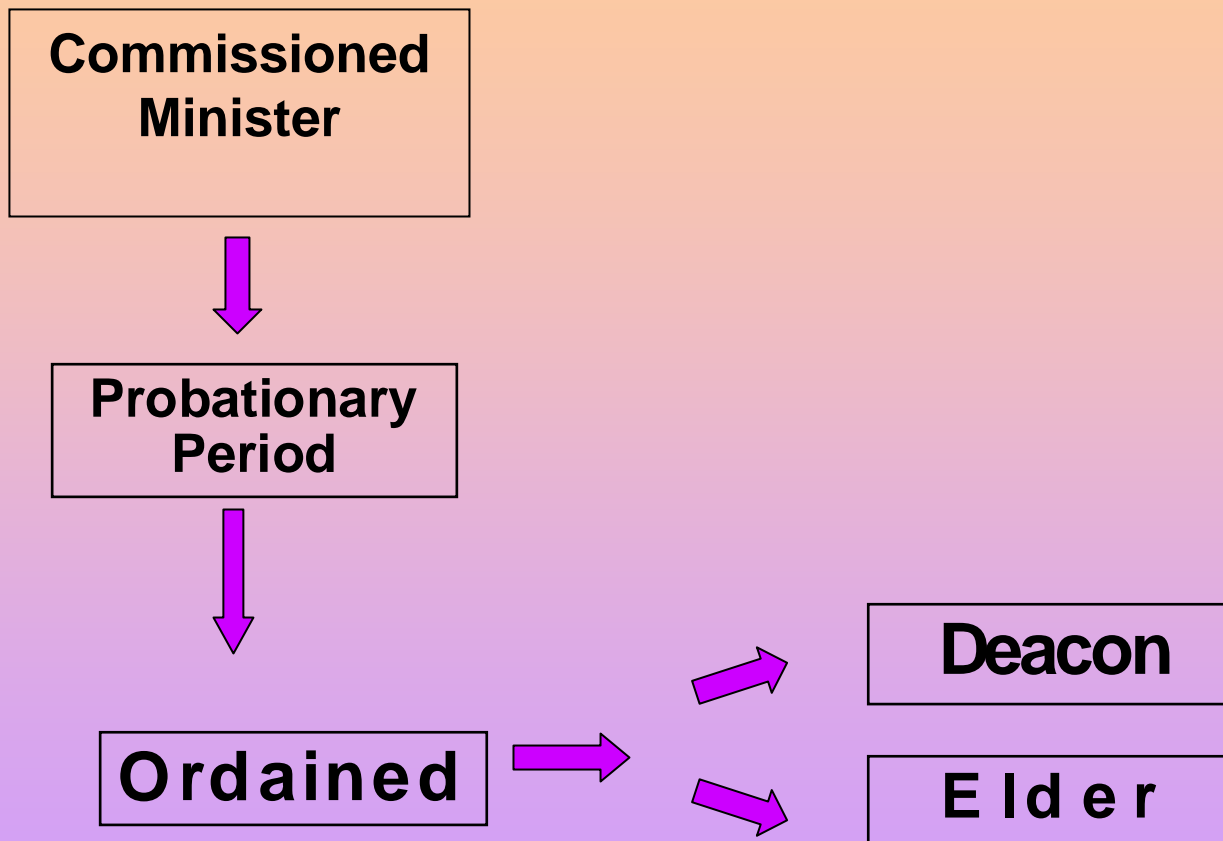 Commissioned
Minister
Probationary
Period
Ordained
Deacon
Elder